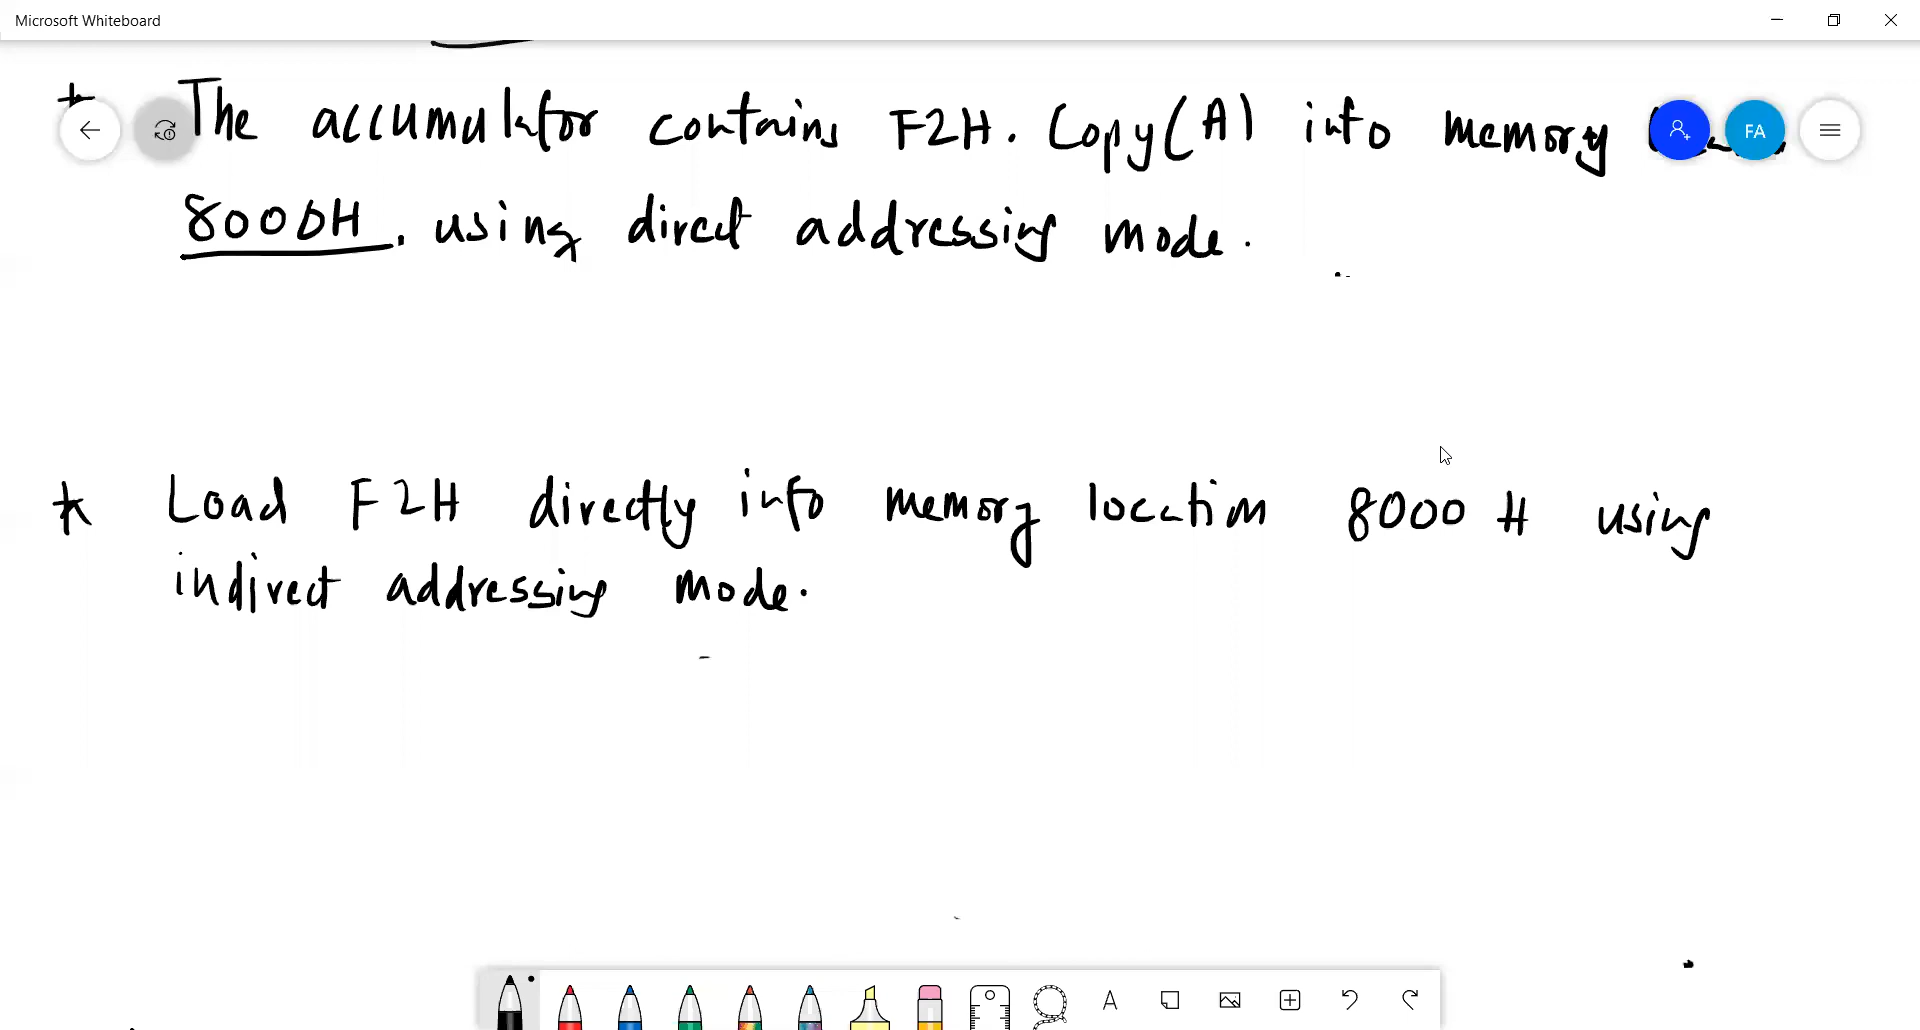 Microsoft Whiteboard
* The accumulator contains F2H. Copy (A) into memory
8000H. using direct addressing mode.
FA
* Load F2H directly into memory location 8000 H using
indirect addressing mode.
A